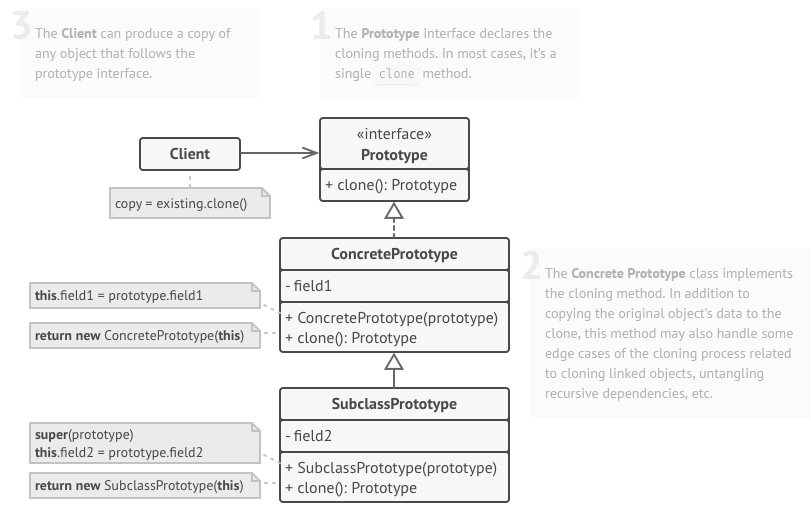 3
The Client can produce a copy of
any object that follows the
prototype interface.
1
The Prototype interface declares the
cloning methods. In most cases, it's a
single clone method.
Client
copy = existing.clone()
«interface»
Prototype
+ clone(): Prototype
ConcretePrototype
- field1
+ ConcretePrototype(prototype)
+ clone(): Prototype
this.field1 = prototype.field1
return new ConcretePrototype(this)
2
The Concrete Prototype class implements
the cloning method. In addition to
copying the original object's data to the
clone, this method may also handle some
edge cases of the cloning process related
to cloning linked objects, untangling
recursive dependencies, etc.
SubclassPrototype
- field2
+ SubclassPrototype(prototype)
+ clone(): Prototype
super(prototype)
this.field2 = prototype.field2
return new SubclassPrototype(this)